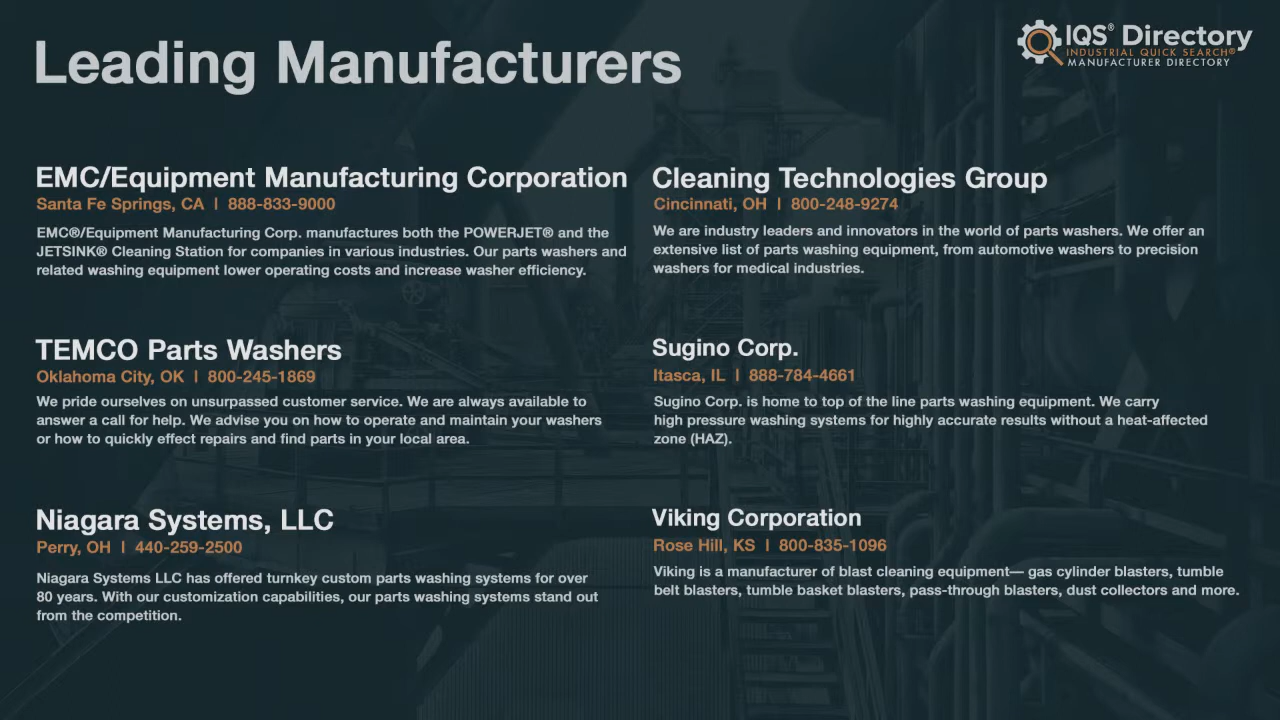 Leading Manufacturers
IQS® Directory
INDUSTRIAL QUICK SEARCH®
MANUFACTURER DIRECTORY
EMC/Equipment Manufacturing Corporation
Santa Fe Springs, CA | 888-833-9000
EMC®/Equipment Manufacturing Corp. manufactures both the POWERJET® and the
JETSINK® Cleaning Station for companies in various industries. Our parts washers and
related washing equipment lower operating costs and increase washer efficiency.
Cleaning Technologies Group
Cincinnati, OH | 800-248-9274
We are industry leaders and innovators in the world of parts washers. We offer an
extensive list of parts washing equipment, from automotive washers to precision
washers for medical industries.
TEMCO Parts Washers
Oklahoma City, OK | 800-245-1869
We pride ourselves on unsurpassed customer service. We are always available to
answer a call for help. We advise you on how to operate and maintain your washers
or how to quickly effect repairs and find parts in your local area.
Sugino Corp.
Itasca, IL | 888-784-4661
Sugino Corp. is home to top of the line parts washing equipment. We carry
high pressure washing systems for highly accurate results without a heat-affected
zone (HAZ).
Niagara Systems, LLC
Perry, OH | 440-259-2500
Niagara Systems LLC has offered turnkey custom parts washing systems for over
80 years. With our customization capabilities, our parts washing systems stand out
from the competition.
Viking Corporation
Rose Hill, KS | 800-835-1096
Viking is a manufacturer of blast cleaning equipment— gas cylinder blasters, tumble
belt blasters, tumble basket blasters, pass-through blasters, dust collectors and more.